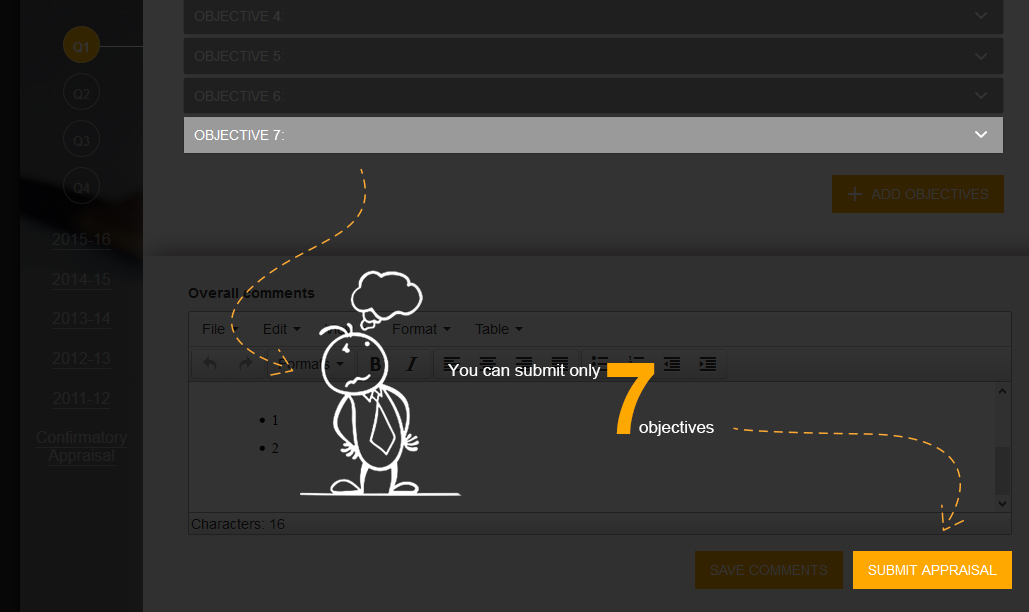 OBJECTIVE 4:
Q1
OBJECTIVE 5:
Q2
OBJECTIVE 6:
OBJECTIVE 7:
Q3
Q4
ADD OBJECTIVES
2015-16
2014-15
2013-14
2012-13
2011-12
Confirmatory
Appraisal
Overall comments
File Edit Format Table
Formats B I
You can submit only 7
objectives
1
2
Characters: 16
SAVE COMMENTS SUBMIT APPRAISAL